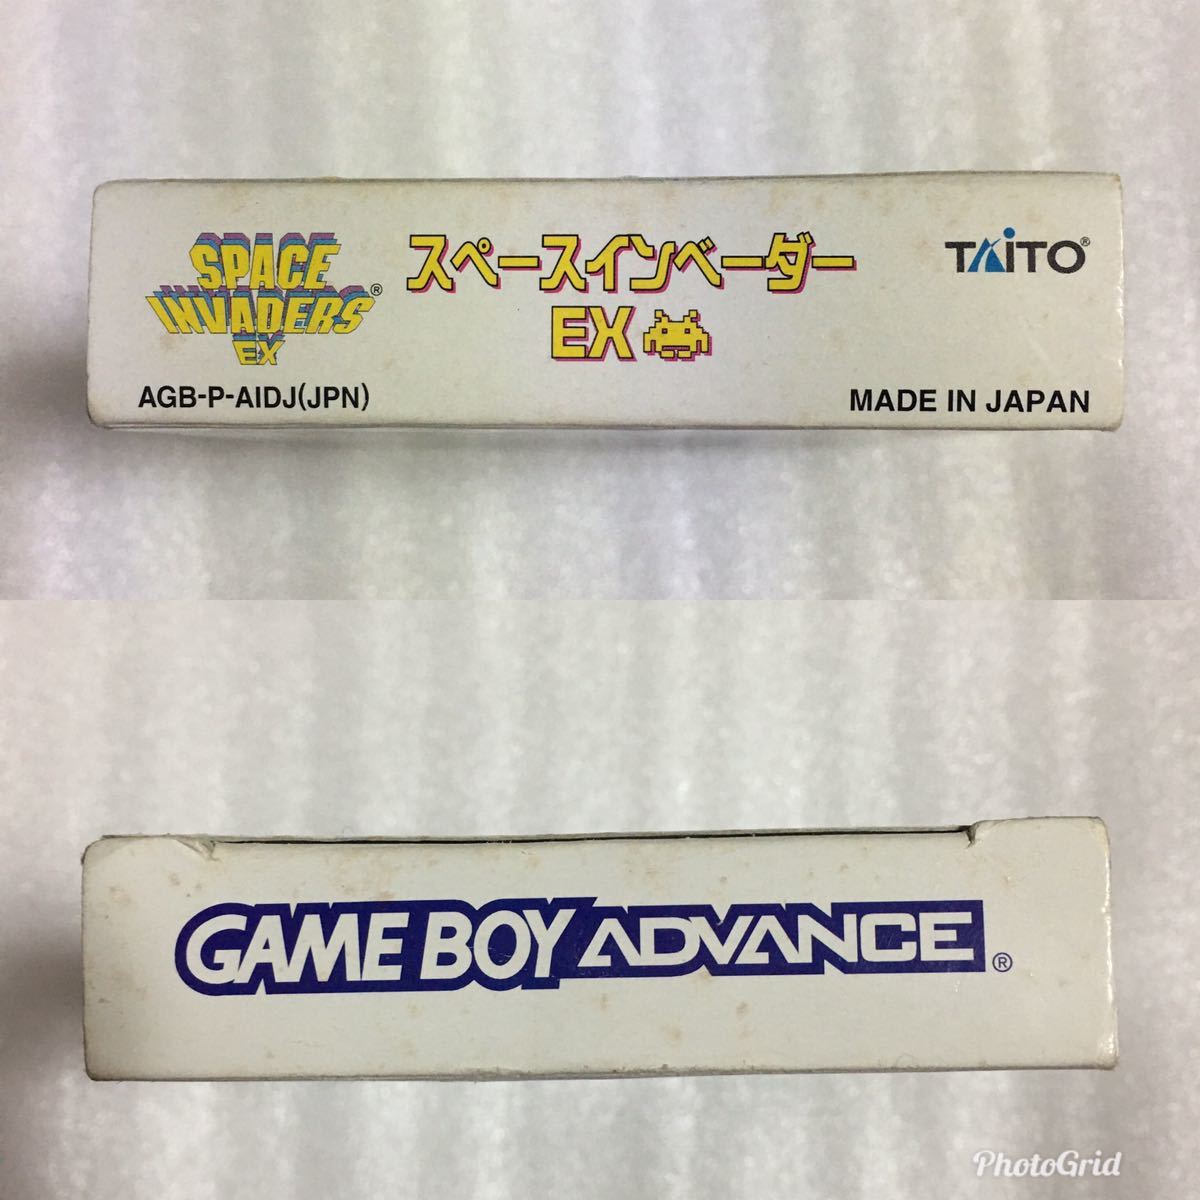 SPACE
INVADERS®
EX
AGB-P-AIDJ(JPN)
スペースインベーダー
EX
TAITO®
MADE IN JAPAN
GAME BOY ADVANCE®
PhotoGrid